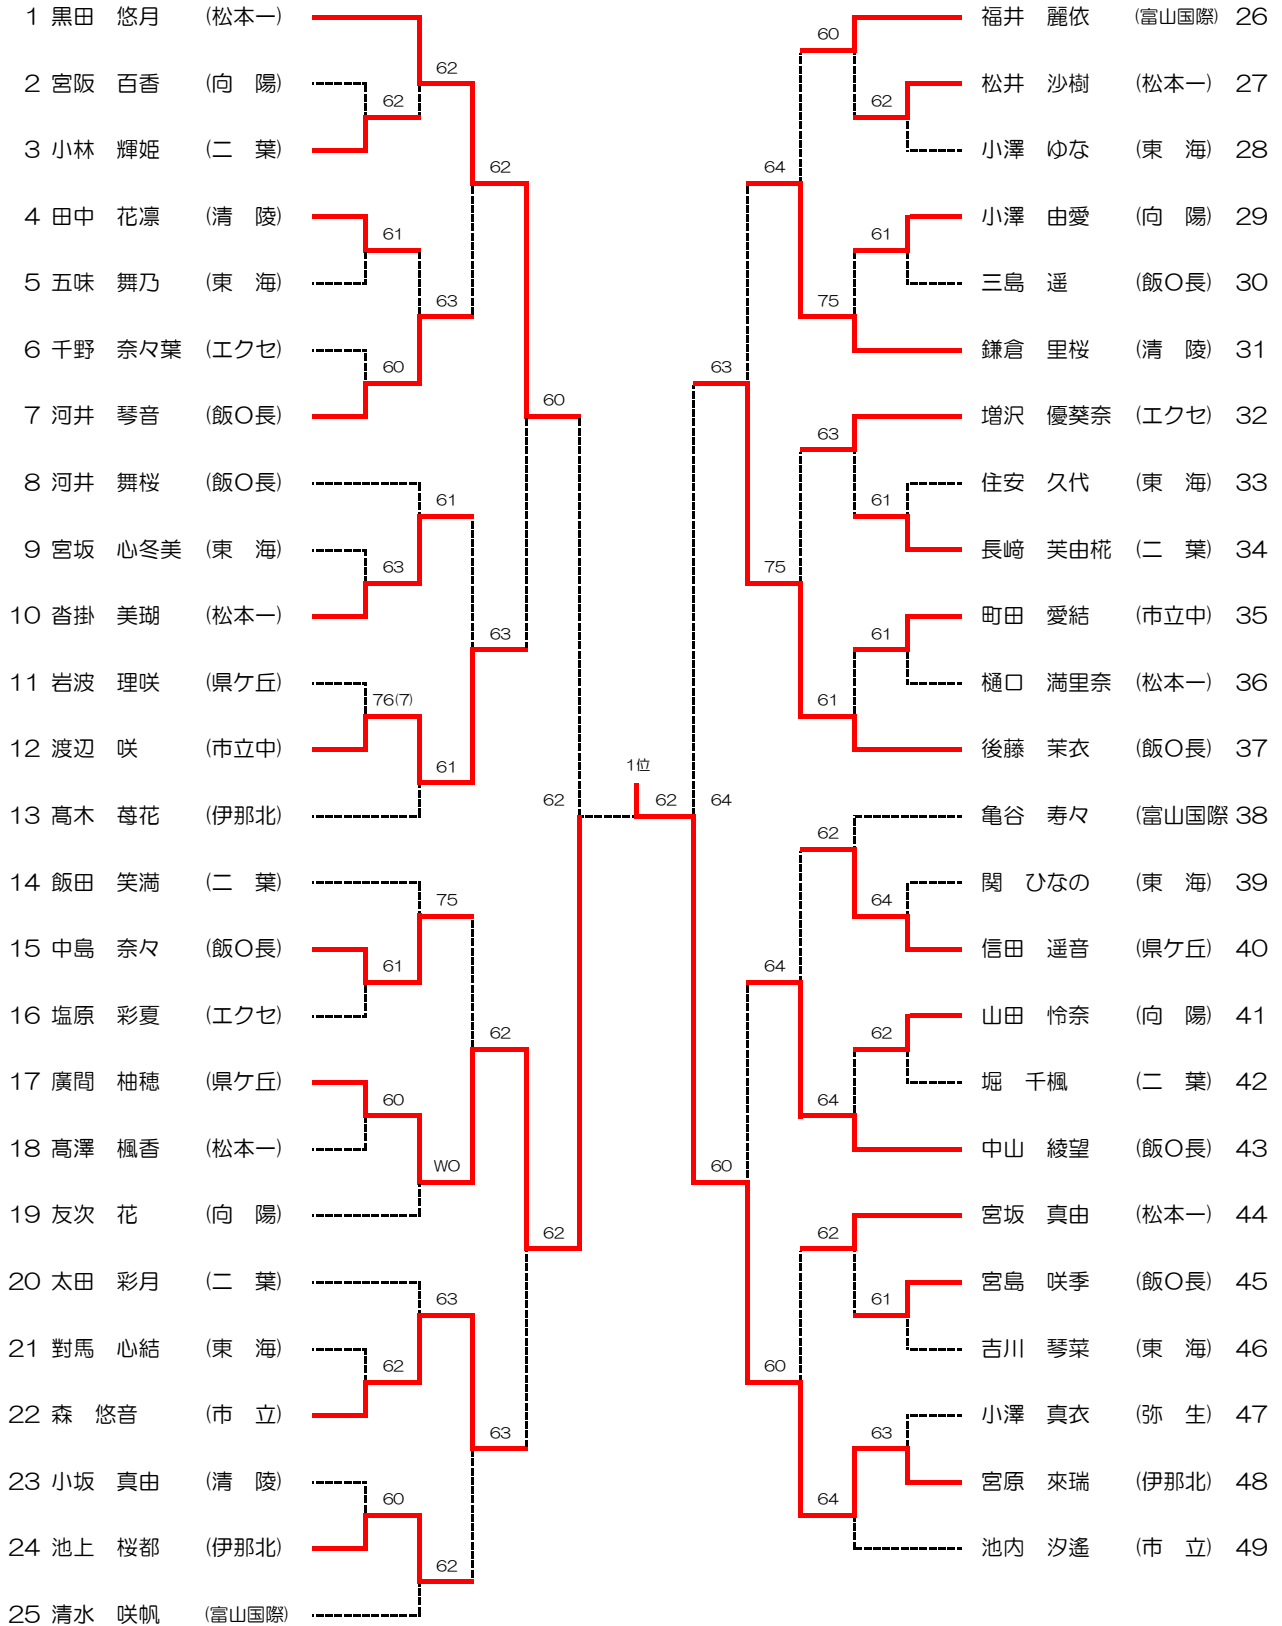 1 黒田 悠月 (松本一)
2 宮阪 百香 (向 陽)
3 小林 輝姫 (二 葉)
4 田中 花凛 (清 陵)
5 五味 舞乃 (東 海)
6 千野 奈々葉 (エクセ)
7 河井 琴音 (飯O長)
8 河井 舞桜 (飯O長)
9 宮坂 心冬美 (東 海)
10 沓掛 美瑚 (松本一)
11 岩波 理咲 (県ケ丘)
12 渡辺 咲 (市立中)
13 髙木 苺花 (伊那北)
14 飯田 笑満 (二 葉)
15 中島 奈々 (飯O長)
16 塩原 彩夏 (エクセ)
17 廣間 柚穂 (県ケ丘)
18 髙澤 楓香 (松本一)
19 友次 花 (向 陽)
20 太田 彩月 (二 葉)
21 對馬 心結 (東 海)
22 森 悠音 (市 立)
23 小坂 真由 (清 陵)
24 池上 桜都 (伊那北)
25 清水 咲帆 (富山国際)
62
61
60
63
76(7)
61
60
62
60
62
63
61
61
75
WO
63
62
62
63
62
63
60
62
62
1位
62
64
63
60
64
75
64
60
60
75
63
61
62
64
62
64
62
61
61
61
64
62
61
63
福井 麗依 (富山国際) 26
松井 沙樹 (松本一) 27
小澤 ゆな (東 海) 28
小澤 由愛 (向 陽) 29
三島 遥 (飯O長) 30
鎌倉 里桜 (清 陵) 31
増沢 優葵奈 (エクセ) 32
住安 久代 (東 海) 33
長﨑 芙由椛 (二 葉) 34
町田 愛結 (市立中) 35
樋口 満里奈 (松本一) 36
後藤 茉衣 (飯O長) 37
亀谷 寿々 (富山国際 38
関 ひなの (東 海) 39
信田 遥音 (県ケ丘) 40
山田 怜奈 (向 陽) 41
堀 千楓 (二 葉) 42
中山 綾望 (飯O長) 43
宮坂 真由 (松本一) 44
宮島 咲季 (飯O長) 45
吉川 琴菜 (東 海) 46
小澤 真衣 (弥 生) 47
宮原 來瑞 (伊那北) 48
池内 汐遙 (市 立) 49